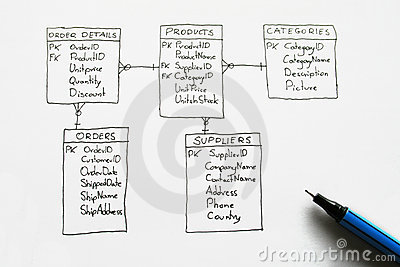 ORDER DETAILS
PK OrderID
FK ProductID
Unitprice
Quantity
Discount
PRODUCTS
PK ProductID
ProductName
FK SupplierID
FK CategoryID
UnitPrice
UnitsInStock
CATEGORIES
PK CategoryID
CategoryName
Description
Picture
ORDERS
PK OrderID
CustomerID
OrderDate
ShippedDate
ShipName
ShipAddress
SUPPLIERS
PK SupplierID
CompanyName
ContactName
Address
Phone
Country